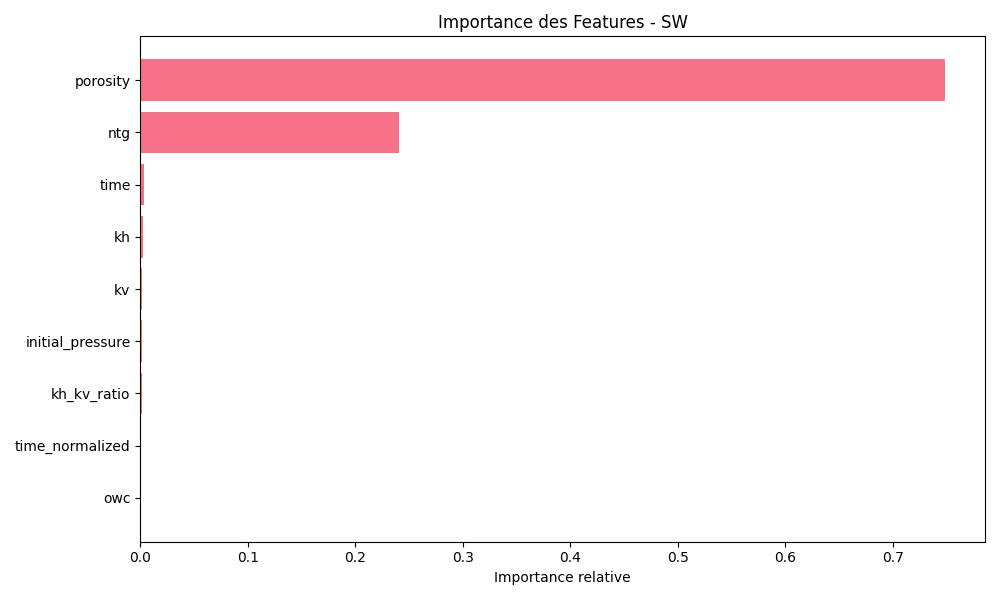 Importance des Features - SW
porosity
ntg
time
kh
kv
initial_pressure
kh_kv_ratio
time_normalized
owc
0.0 0.1 0.2 0.3 0.4 0.5 0.6 0.7
Importance relative